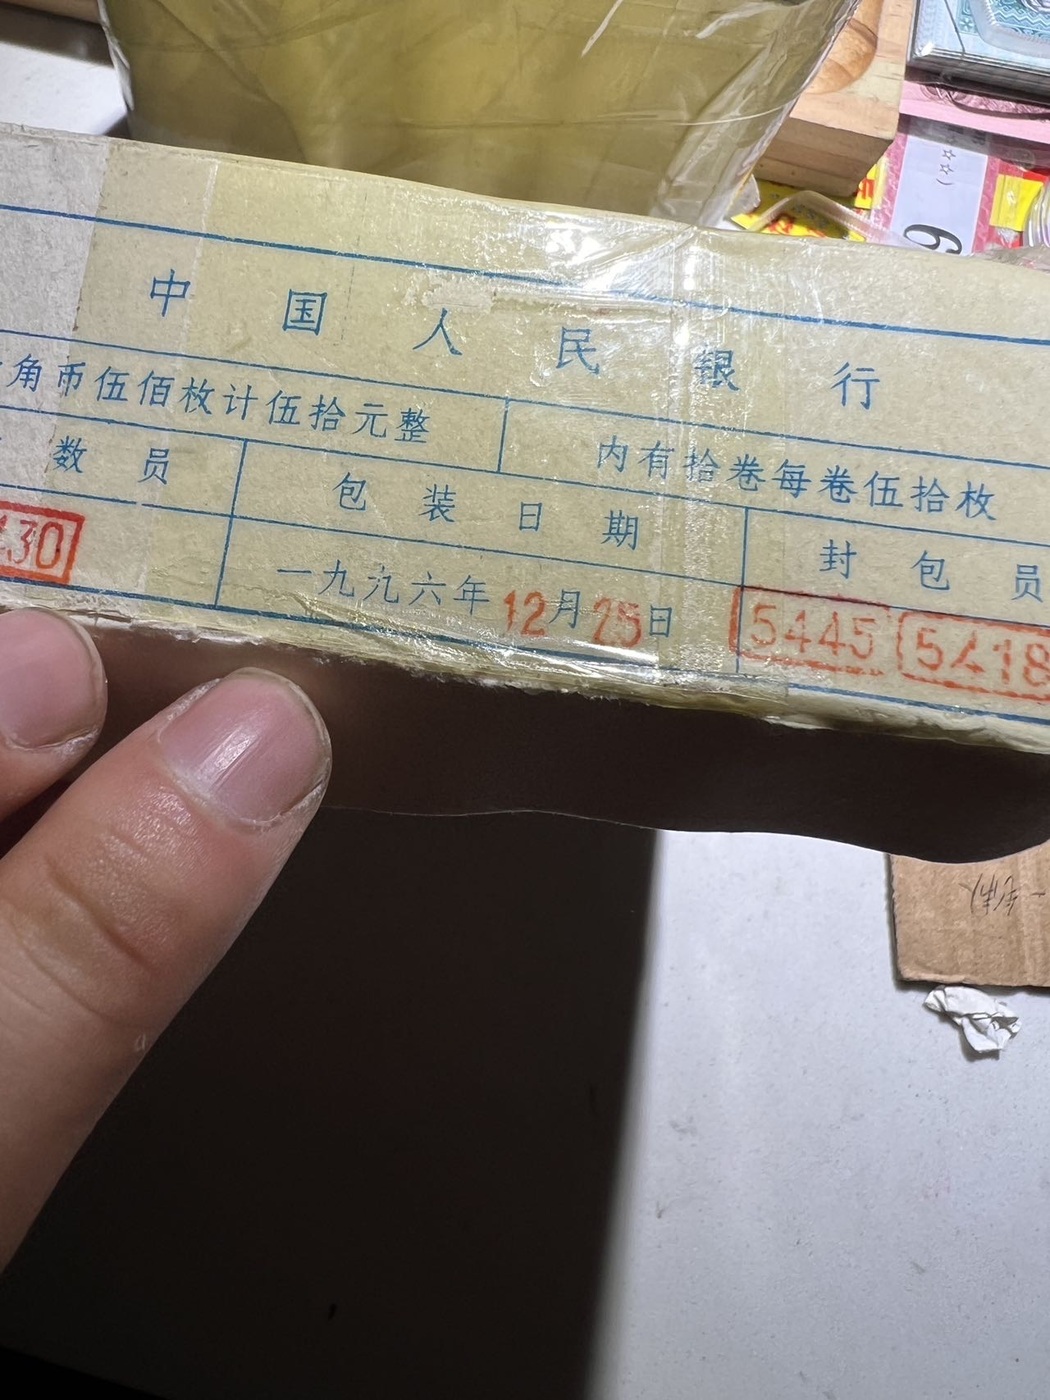 中国人民银行
角币伍佰枚计伍拾元整
内有拾卷每卷伍拾枚
数员
包装日期
封包员
430
一九九六年12月25日
5445
5418
6